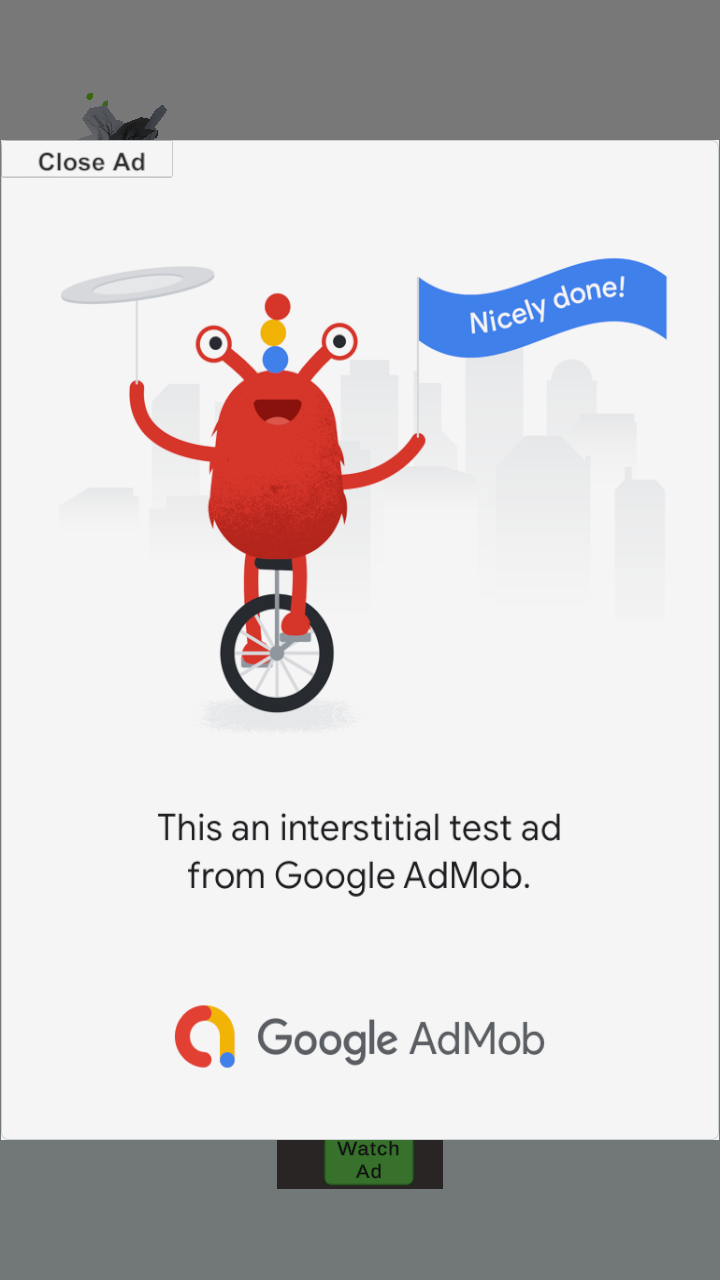 Close Ad
Nicely done!
This an interstitial test ad
from Google AdMob.
Google AdMob
Watch
Ad